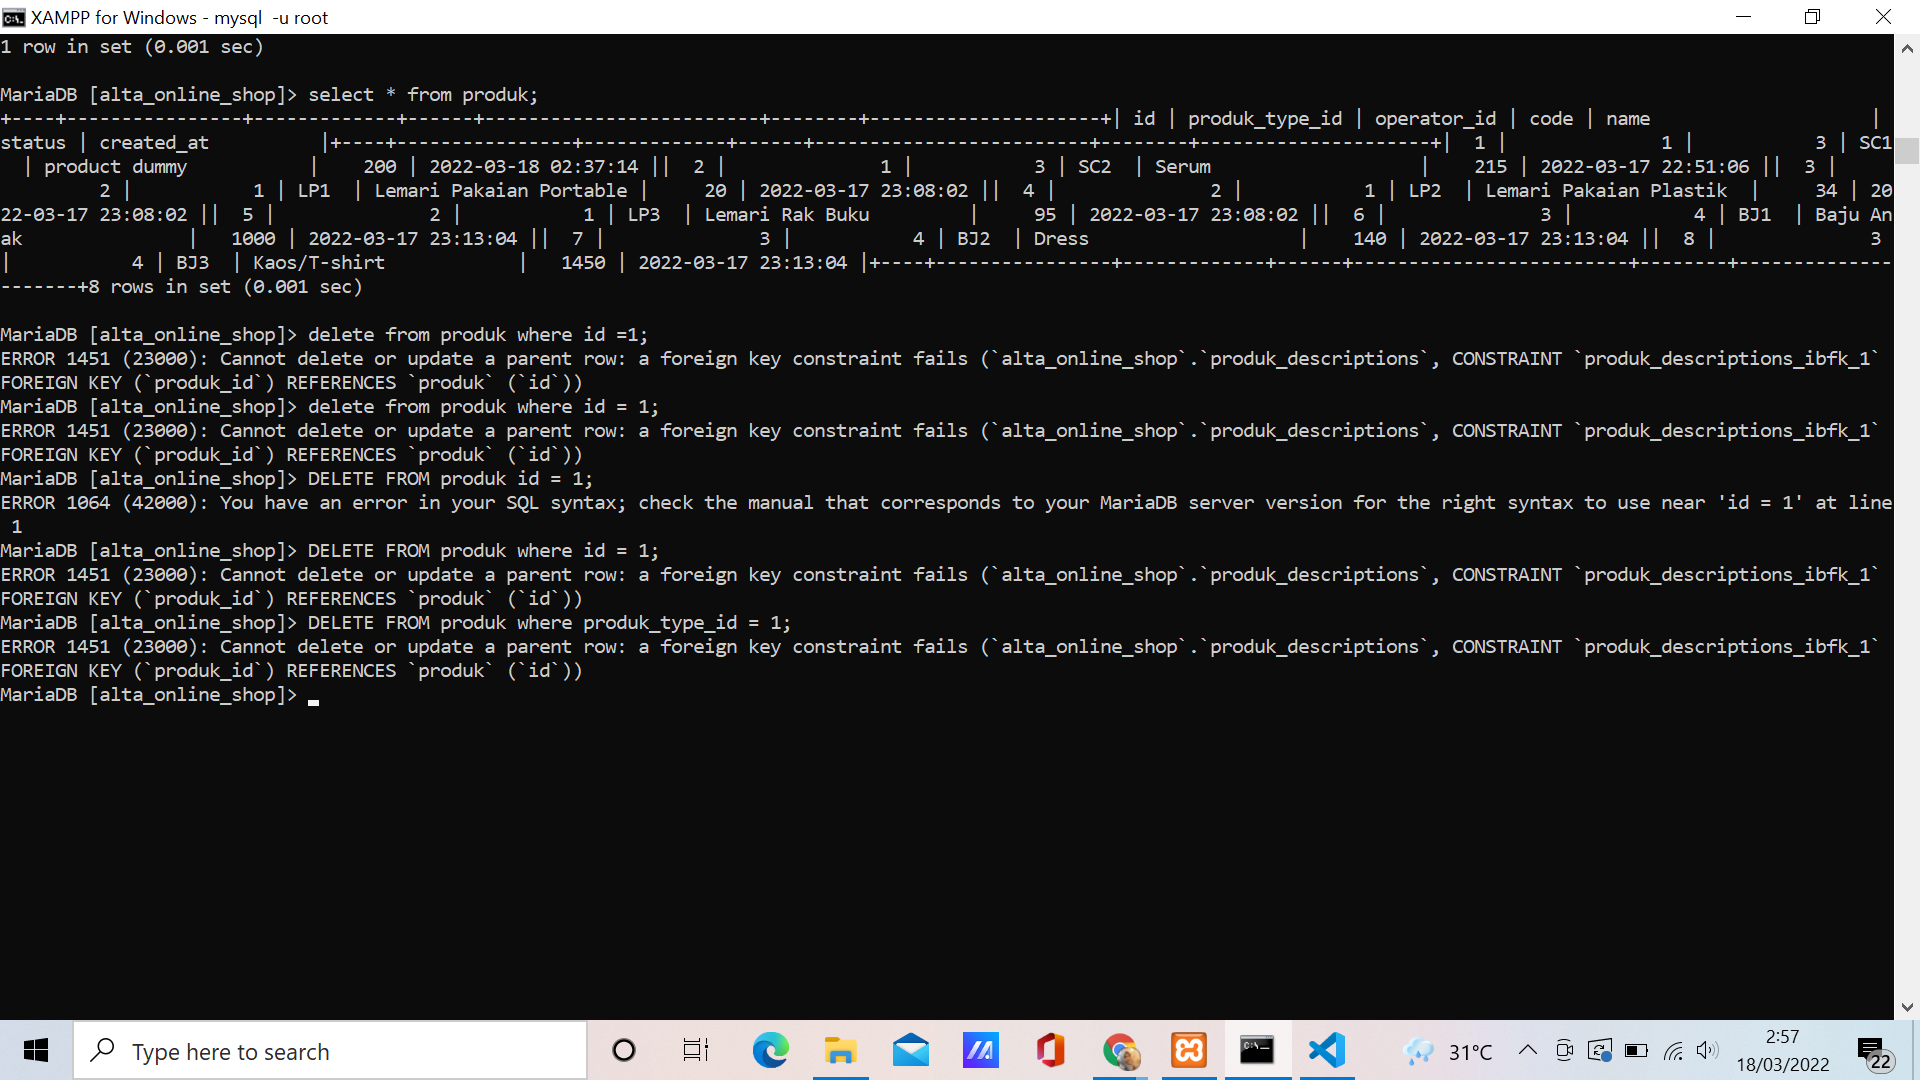 XAMPP for Windows - mysql  -u root
1 row in set (0.001 sec)
MariaDB [alta_online_shop]> select * from produk;
+----+----------------+-------------+------+-------------------------+--------+---------------------+| id | produk_type_id | operator_id | code | name                    |
status | created_at          |+----+----------------+-------------+------+-------------------------+--------+---------------------+|  1 |              1 |           3 | SC1
  | product dummy           |    200 | 2022-03-18 02:37:14 ||  2 |              1 |           3 | SC2  | Serum                   |    215 | 2022-03-17 22:51:06 ||  3 |
         2 |           1 | LP1  | Lemari Pakaian Portable |     20 | 2022-03-17 23:08:02 ||  4 |              2 |           1 | LP2  | Lemari Pakaian Plastik  |     34 | 20
22-03-17 23:08:02 ||  5 |              2 |           1 | LP3  | Lemari Rak Buku         |     95 | 2022-03-17 23:08:02 ||  6 |              3 |           4 | BJ1  | Baju An
ak               |   1000 | 2022-03-17 23:13:04 ||  7 |              3 |           4 | BJ2  | Dress                   |    140 | 2022-03-17 23:13:04 ||  8 |              3
|           4 | BJ3  | Kaos/T-shirt            |   1450 | 2022-03-17 23:13:04 |+----+----------------+-------------+------+-------------------------+--------+--------------
-------+8 rows in set (0.001 sec)
MariaDB [alta_online_shop]> delete from produk where id =1;
ERROR 1451 (23000): Cannot delete or update a parent row: a foreign key constraint fails (`alta_online_shop`.`produk_descriptions`, CONSTRAINT `produk_descriptions_ibfk_1`
FOREIGN KEY (`produk_id`) REFERENCES `produk` (`id`))
MariaDB [alta_online_shop]> delete from produk where id = 1;
ERROR 1451 (23000): Cannot delete or update a parent row: a foreign key constraint fails (`alta_online_shop`.`produk_descriptions`, CONSTRAINT `produk_descriptions_ibfk_1`
FOREIGN KEY (`produk_id`) REFERENCES `produk` (`id`))
MariaDB [alta_online_shop]> DELETE FROM produk id = 1;
ERROR 1064 (42000): You have an error in your SQL syntax; check the manual that corresponds to your MariaDB server version for the right syntax to use near 'id = 1' at line
 1
MariaDB [alta_online_shop]> DELETE FROM produk where id = 1;
ERROR 1451 (23000): Cannot delete or update a parent row: a foreign key constraint fails (`alta_online_shop`.`produk_descriptions`, CONSTRAINT `produk_descriptions_ibfk_1`
FOREIGN KEY (`produk_id`) REFERENCES `produk` (`id`))
MariaDB [alta_online_shop]> DELETE FROM produk where produk_type_id = 1;
ERROR 1451 (23000): Cannot delete or update a parent row: a foreign key constraint fails (`alta_online_shop`.`produk_descriptions`, CONSTRAINT `produk_descriptions_ibfk_1`
FOREIGN KEY (`produk_id`) REFERENCES `produk` (`id`))
MariaDB [alta_online_shop]>
Type here to search
31°C
2:57
18/03/2022
22